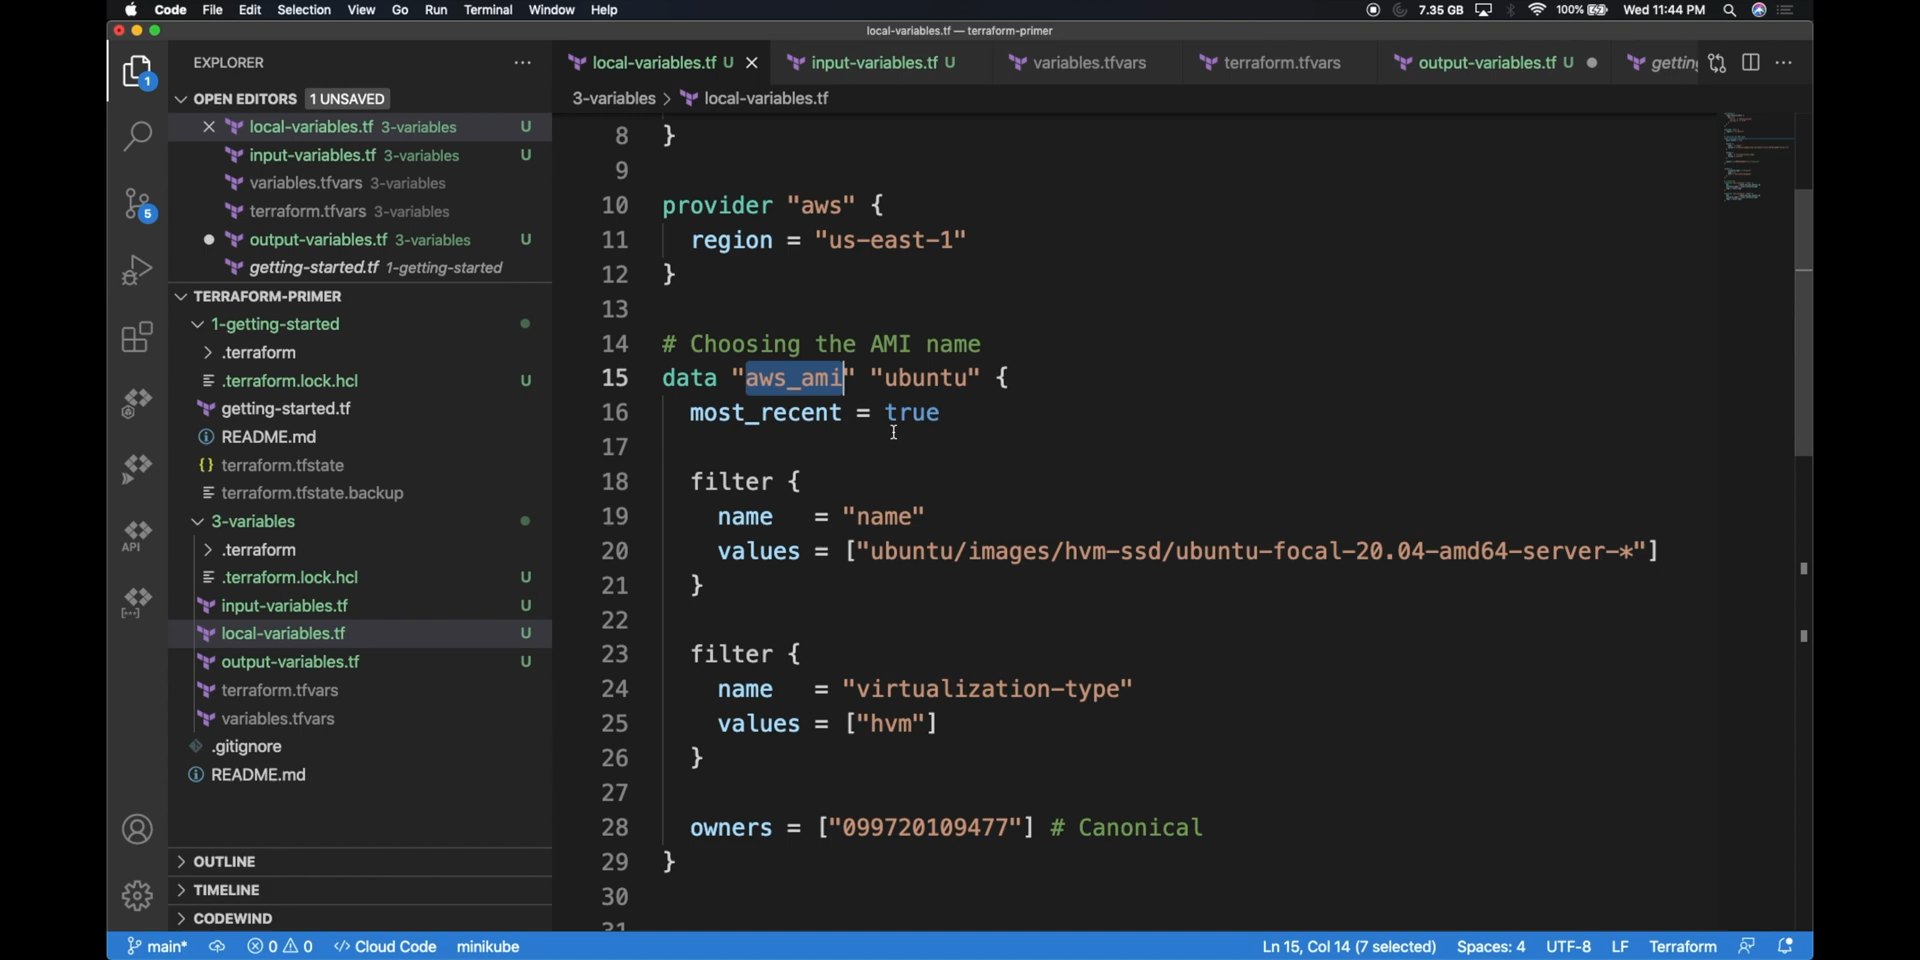 Code File Edit Selection View Go Run Terminal Window Help 7.35 GB 100% Wed 11:44 PM
local-variables.tf — terraform-primer
EXPLORER
local-variables.tf U input-variables.tf U variables.tfvars terraform.tfvars output-variables.tf U
3-variables > local-variables.tf
1
5
API
OPEN EDITORS 1 UNSAVED
local-variables.tf 3-variables U
input-variables.tf 3-variables U
variables.tfvars 3-variables
terraform.tfvars 3-variables
output-variables.tf 3-variables U
getting-started.tf 1-getting-started
TERRAFORM-PRIMER
1-getting-started
.terraform
.terraform.lock.hcl U
getting-started.tf
README.md
terraform.tfstate
terraform.tfstate.backup
3-variables
.terraform
.terraform.lock.hcl U
input-variables.tf U
local-variables.tf U
output-variables.tf U
terraform.tfvars
variables.tfvars
.gitignore
README.md
OUTLINE
TIMELINE
CODEWIND
8 }
9
10 provider "aws" {
11 region = "us-east-1"
12 }
13
14 # Choosing the AMI name
15 data "aws_ami" "ubuntu" {
16 most_recent = true
17
18 filter {
19 name = "name"
20 values = ["ubuntu/images/hvm-ssd/ubuntu-focal-20.04-amd64-server-*"]
21 }
22
23 filter {
24 name = "virtualization-type"
25 values = ["hvm"]
26 }
27
28 owners = ["099720109477"] # Canonical
29 }
30
main* 0 0 Cloud Code minikube Ln 15, Col 14 (7 selected) Spaces: 4 UTF-8 LF Terraform